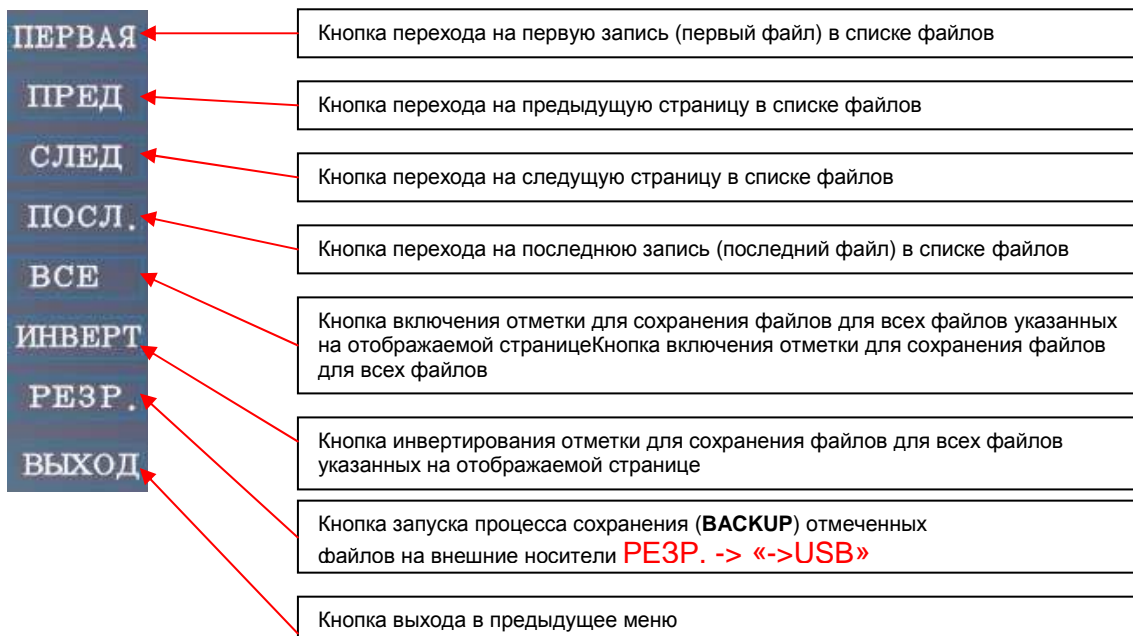 ПЕРВАЯ
Кнопка перехода на первую запись (первый файл) в списке файлов
ПРЕД
Кнопка перехода на предыдущую страницу в списке файлов
СЛЕД
Кнопка перехода на следущую страницу в списке файлов
ПОСЛ.
Кнопка перехода на последнюю запись (последний файл) в списке файлов
ВСЕ
Кнопка включения отметки для сохранения файлов для всех файлов указанных
на отображаемой страницеКнопка включения отметки для сохранения файлов
для всех файлов
ИНВЕРТ
Кнопка инвертирования отметки для сохранения файлов для всех файлов
указанных на отображаемой странице
РЕЗР.
Кнопка запуска процесса сохранения (BACKUP) отмеченных
файлов на внешние носители РЕЗР. -> «->USB»
ВЫХОД
Кнопка выхода в предыдущее меню